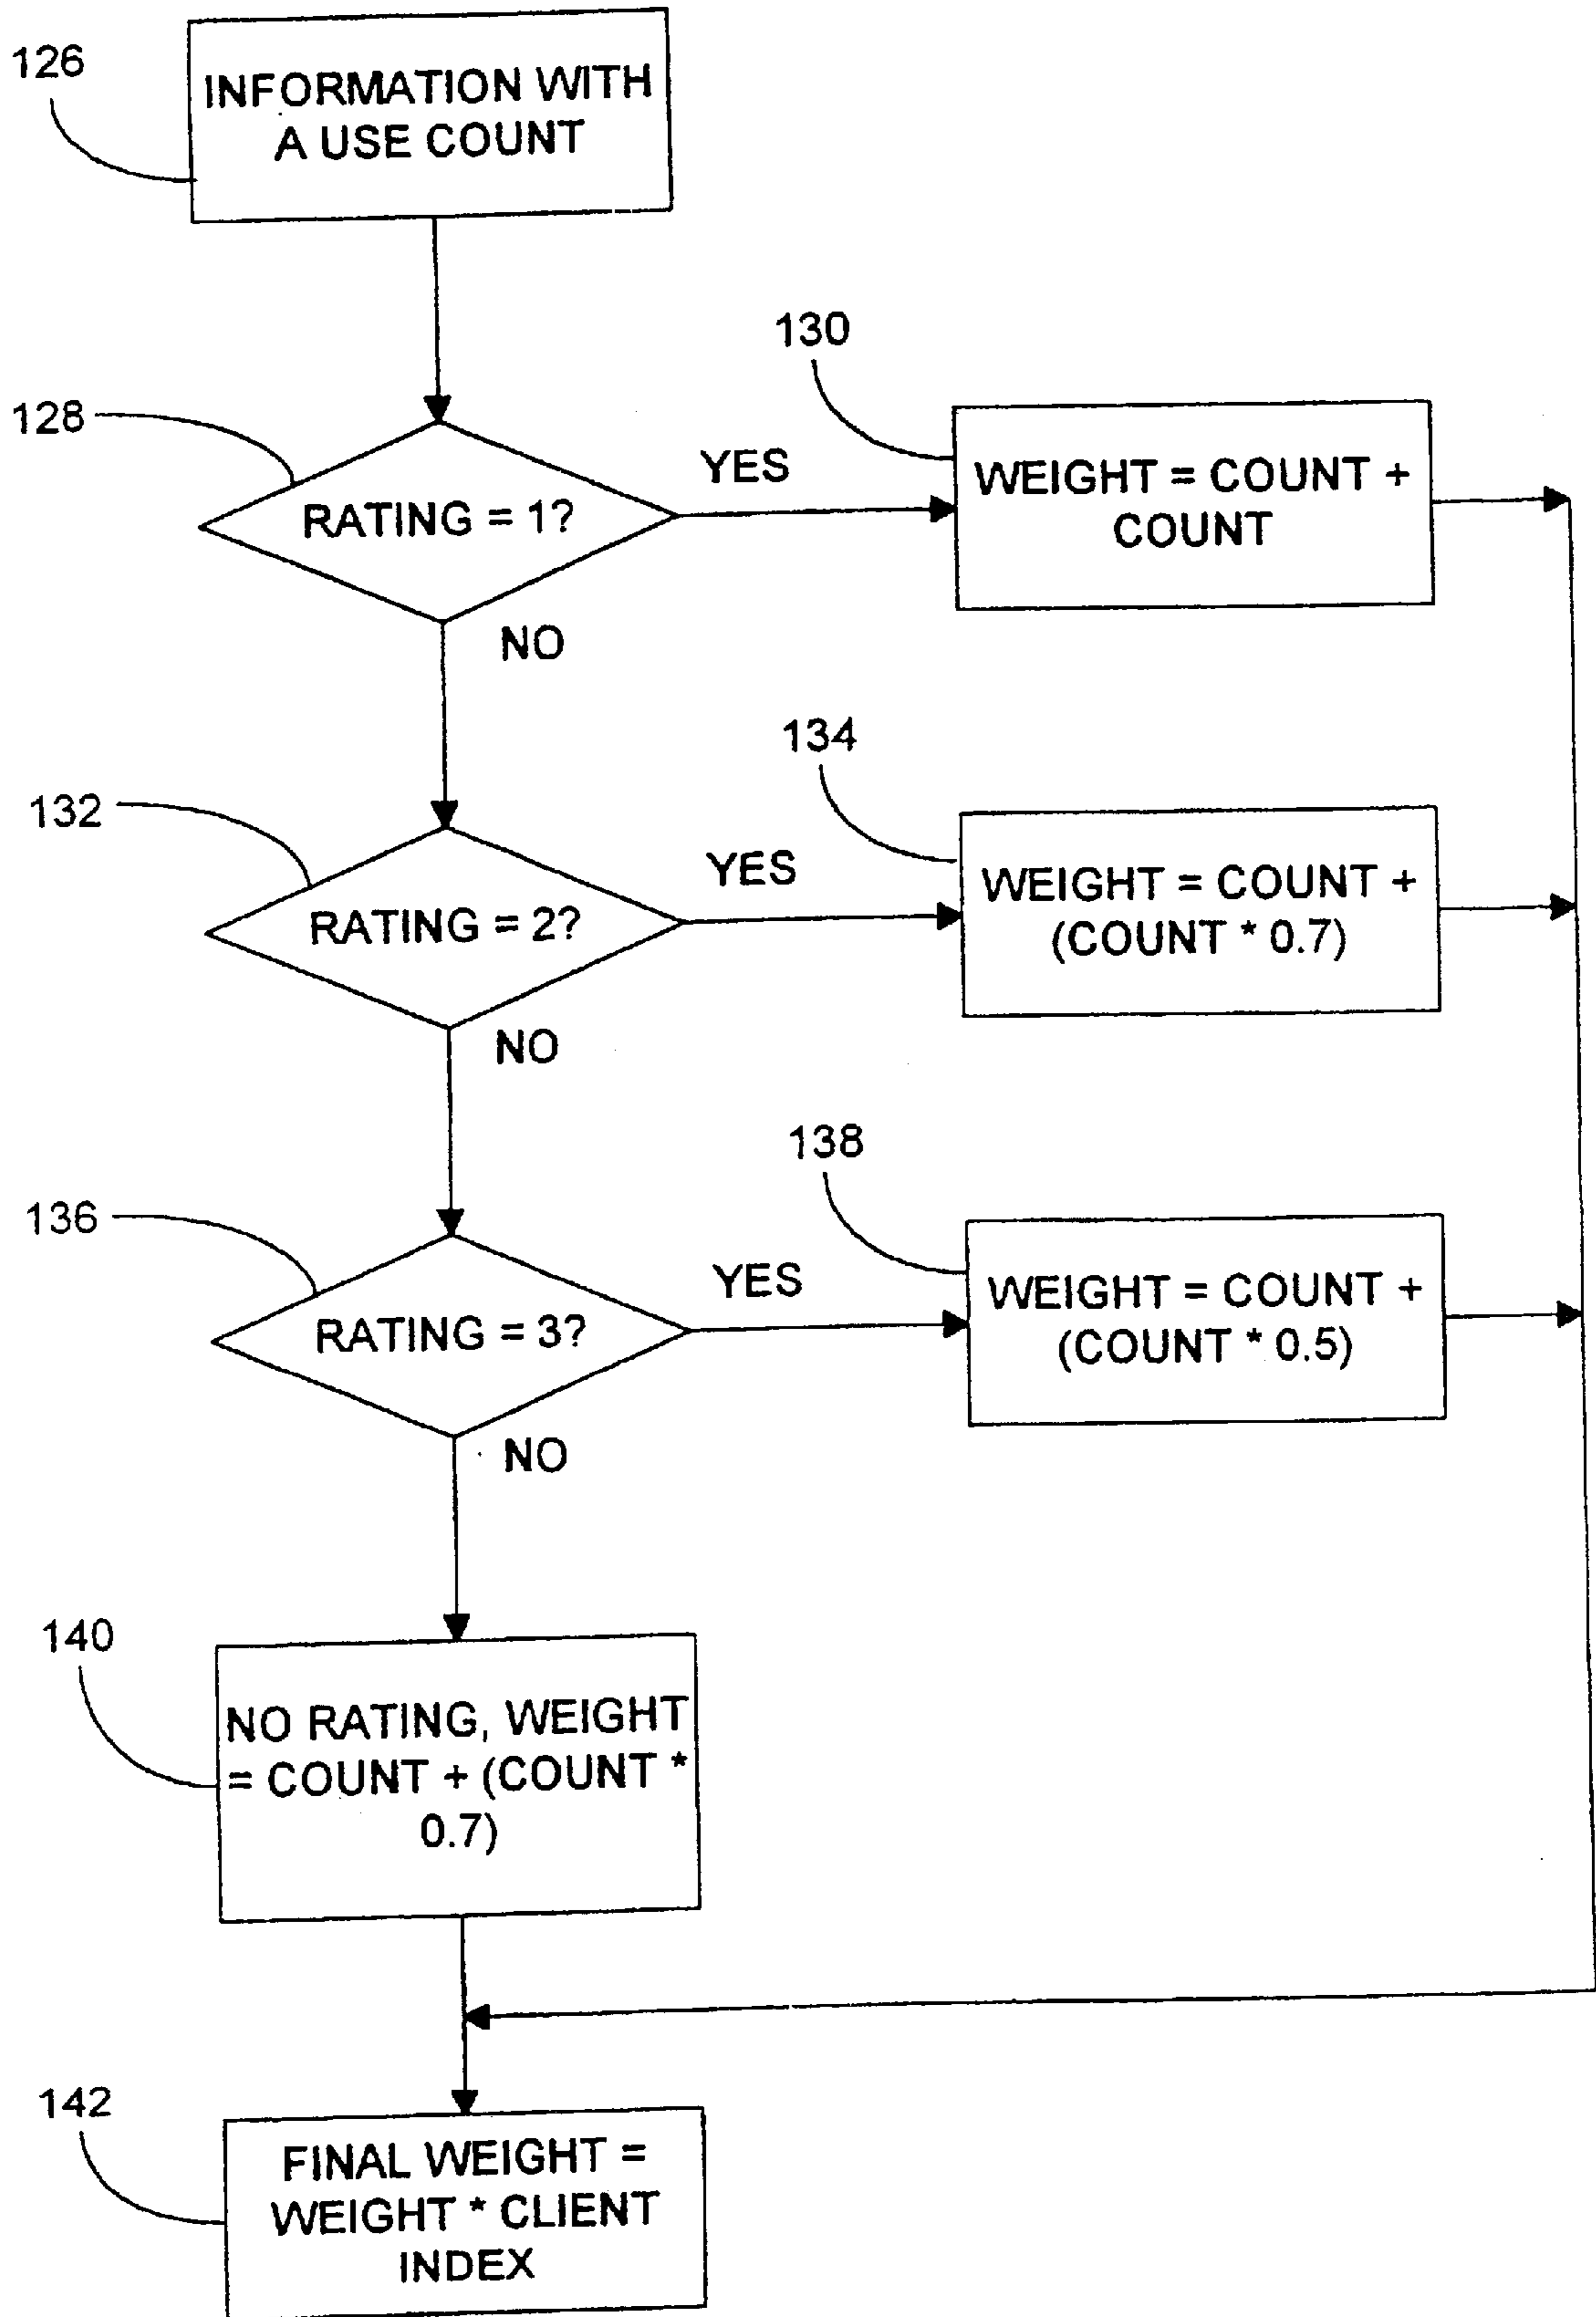 126
INFORMATION WITH
A USE COUNT
128
RATING = 1?
YES
NO
130
WEIGHT = COUNT +
COUNT
132
RATING = 2?
YES
NO
134
WEIGHT = COUNT +
(COUNT * 0.7)
136
RATING = 3?
YES
NO
138
WEIGHT = COUNT +
(COUNT * 0.5)
140
NO RATING, WEIGHT
= COUNT + (COUNT *
0.7)
142
FINAL WEIGHT =
WEIGHT * CLIENT
INDEX